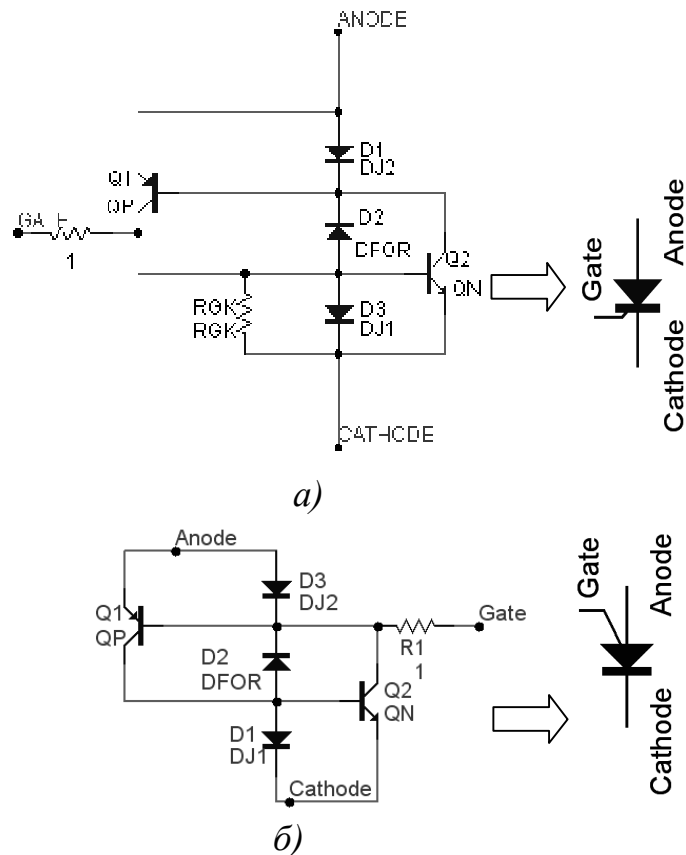 ANODE
D1
DJ2
Q1
QP
D2
DFOR
Q2
QN
1
RGK
RGK
D3
DJ1
CATHODE
Gate
Anode
Cathode
а)
Anode
D3
DJ2
Q1
QP
Gate
R1
1
D2
DFOR
Q2
QN
D1
DJ1
Cathode
Gate
Anode
Cathode
б)